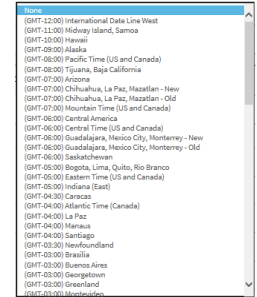 None
(GMT-12:00) International Date Line West
(GMT-11:00) Midway Island, Samoa
(GMT-10:00) Hawaii
(GMT-09:00) Alaska
(GMT-08:00) Pacific Time (US and Canada)
(GMT-08:00) Tijuana, Baja California
(GMT-07:00) Arizona
(GMT-07:00) Chihuahua, La Paz, Mazatlan - New
(GMT-07:00) Chihuahua, La Paz, Mazatlan - Old
(GMT-07:00) Mountain Time (US and Canada)
(GMT-06:00) Central America
(GMT-06:00) Central Time (US and Canada)
(GMT-06:00) Guadalajara, Mexico City, Monterrey - New
(GMT-06:00) Guadalajara, Mexico City, Monterrey - Old
(GMT-06:00) Saskatchewan
(GMT-05:00) Bogota, Lima, Quito, Rio Branco
(GMT-05:00) Eastern Time (US and Canada)
(GMT-05:00) Indiana (East)
(GMT-04:30) Caracas
(GMT-04:00) Atlantic Time (Canada)
(GMT-04:00) La Paz
(GMT-04:00) Manaus
(GMT-04:00) Santiago
(GMT-03:30) Newfoundland
(GMT-03:00) Brasilia
(GMT-03:00) Buenos Aires
(GMT-03:00) Georgetown
(GMT-03:00) Greenland
(GMT-03:00) Montevideo